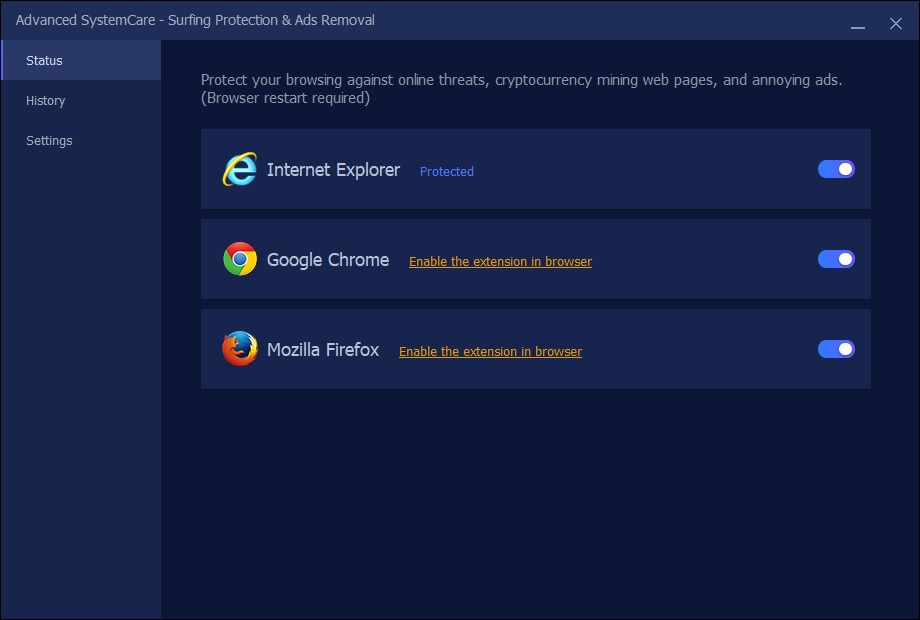 Advanced SystemCare - Surfing Protection & Ads Removal
Status
History
Settings
Protect your browsing against online threats, cryptocurrency mining web pages, and annoying ads.
(Browser restart required)
Internet Explorer Protected
Google Chrome Enable the extension in browser
Mozilla Firefox Enable the extension in browser